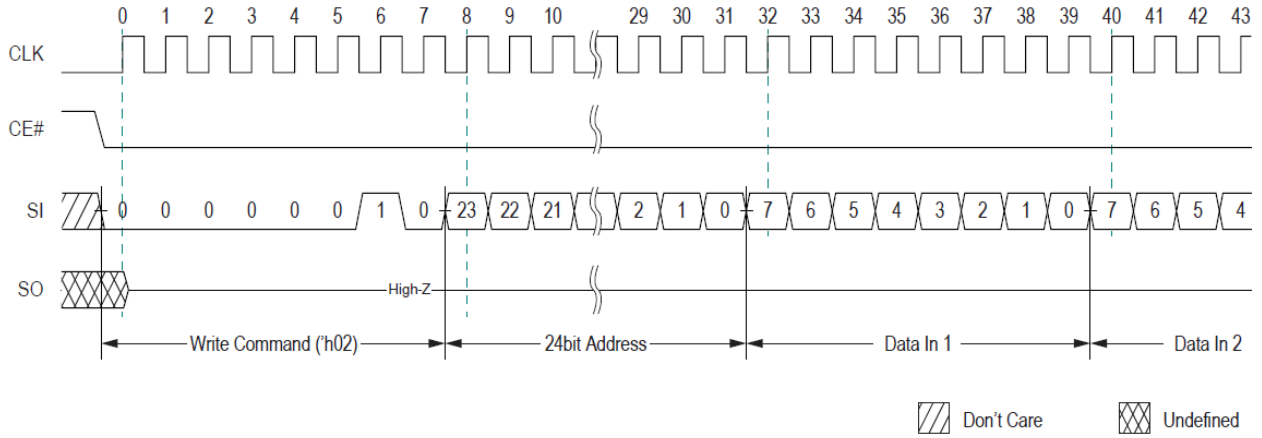 0 1 2 3 4 5 6 7 8 9 10 29 30 31 32 33 34 35 36 37 38 39 40 41 42 43
CLK
CE#
SI 0 0 0 0 0 0 1 0 23 22 21 2 1 0 7 6 5 4 3 2 1 0 7 6 5 4
SO High-Z
Write Command ('h02) 24bit Address Data In 1 Data In 2
Don't Care Undefined